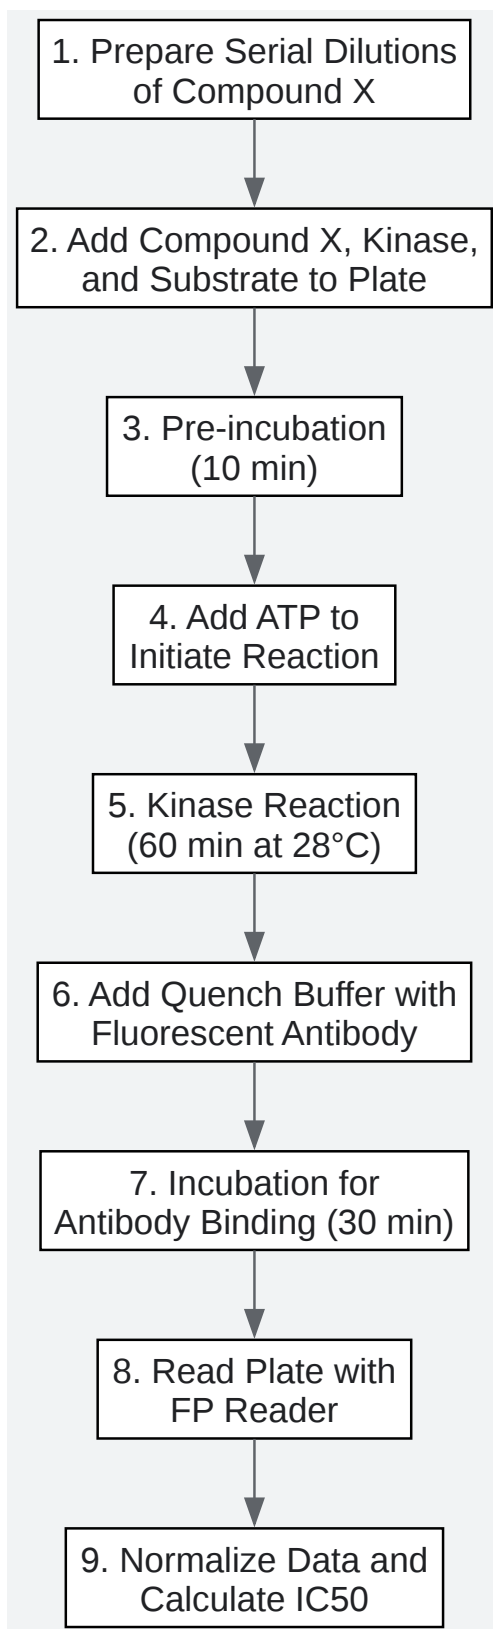 1. Prepare Serial Dilutions
of Compound X
2. Add Compound X, Kinase,
and Substrate to Plate
3. Pre-incubation
(10 min)
4. Add ATP to
Initiate Reaction
5. Kinase Reaction
(60 min at 28°C)
6. Add Quench Buffer with
Fluorescent Antibody
7. Incubation for
Antibody Binding (30 min)
8. Read Plate with
FP Reader
9. Normalize Data and
Calculate IC50